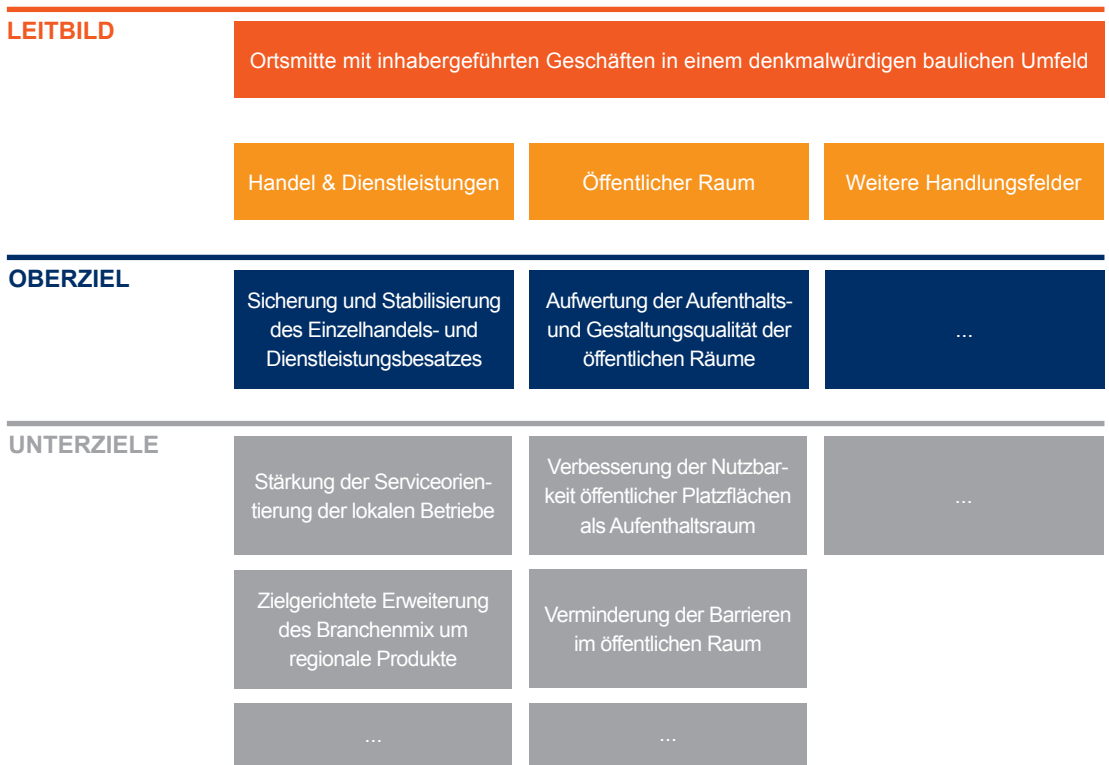 LEITBILD
Ortsmitte mit inhabergeführten Geschäften in einem denkmalwürdigen baulichen Umfeld
Handel & Dienstleistungen
Öffentlicher Raum
Weitere Handlungsfelder
OBERZIEL
Sicherung und Stabilisierung
des Einzelhandels- und
Dienstleistungsbesatzes
Aufwertung der Aufenthalts-
und Gestaltungsqualität der
öffentlichen Räume
...
UNTERZIELE
Stärkung der Serviceorien-
tierung der lokalen Betriebe
Verbesserung der Nutzbar-
keit öffentlicher Platzflächen
als Aufenthaltsraum
...
Zielgerichtete Erweiterung
des Branchenmix um
regionale Produkte
Verminderung der Barrieren
im öffentlichen Raum
...
...